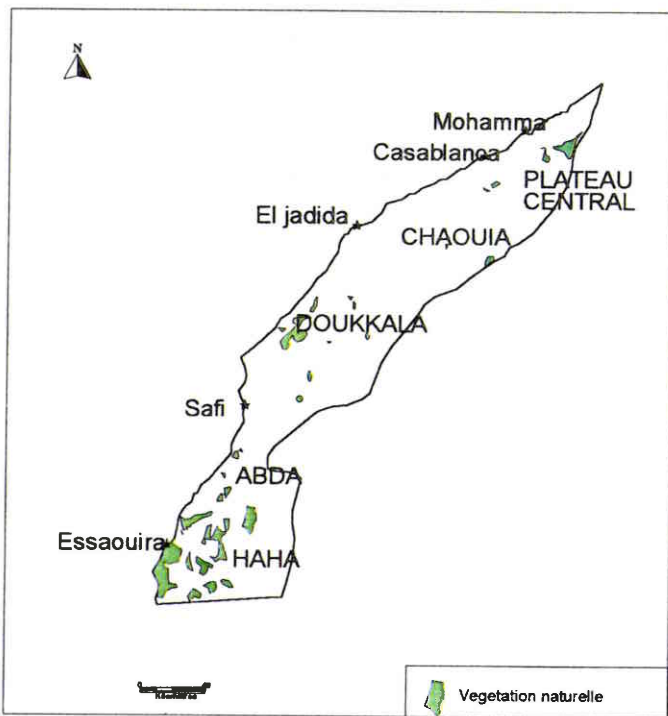 N
Mohamma
Casablanca
PLATEAU
CENTRAL
El jadida
CHAOUIA
DOUKKALA
Safi
ABDA
Essaouira
HAHA
Vegetation naturelle